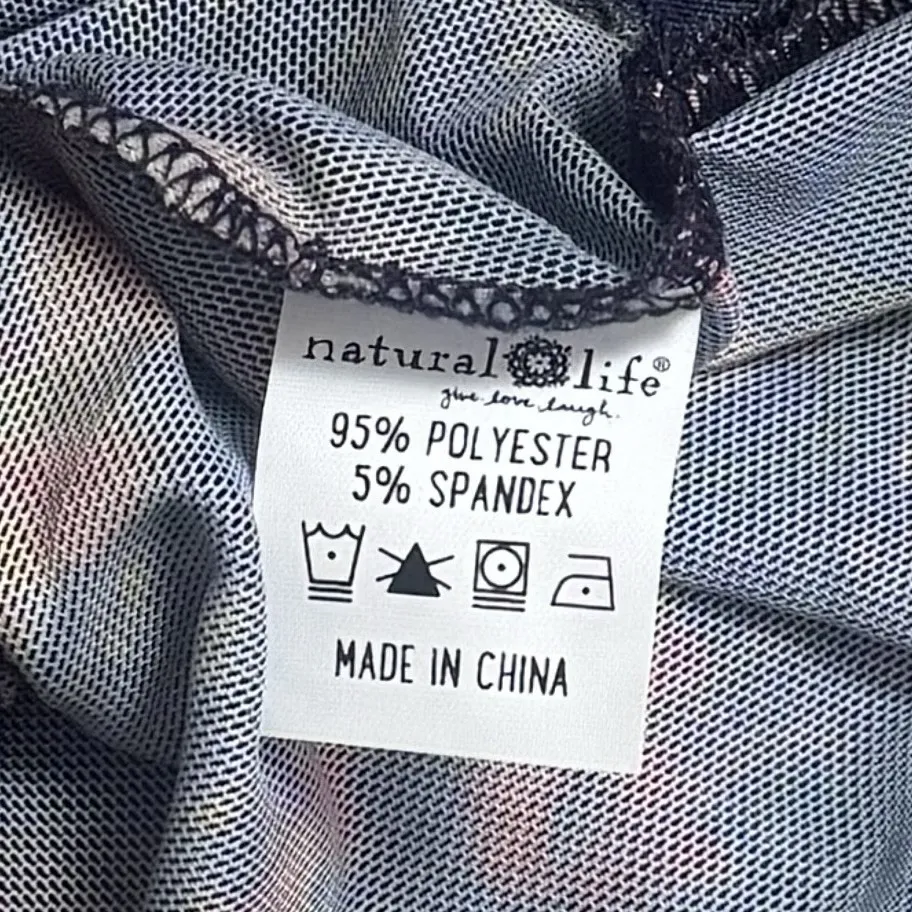 natural life®
give. love. laugh.
95% POLYESTER
5% SPANDEX
MADE IN CHINA